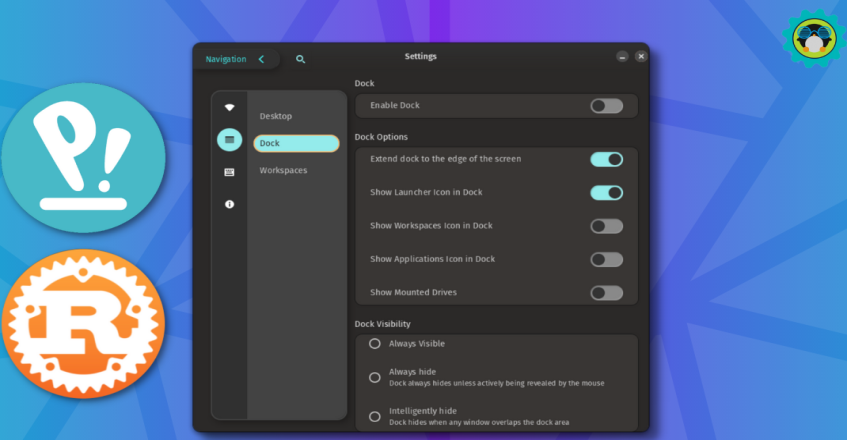 Navigation
Settings
Desktop
Dock
Workspaces
Dock
Enable Dock
Dock Options
Extend dock to the edge of the screen
Show Launcher Icon in Dock
Show Workspaces Icon in Dock
Show Applications Icon in Dock
Show Mounted Drives
Dock Visibility
Always Visible
Always hide
Dock always hides unless actively being revealed by the mouse
Intelligently hide
Dock hides when any window overlaps the dock area
P!
R